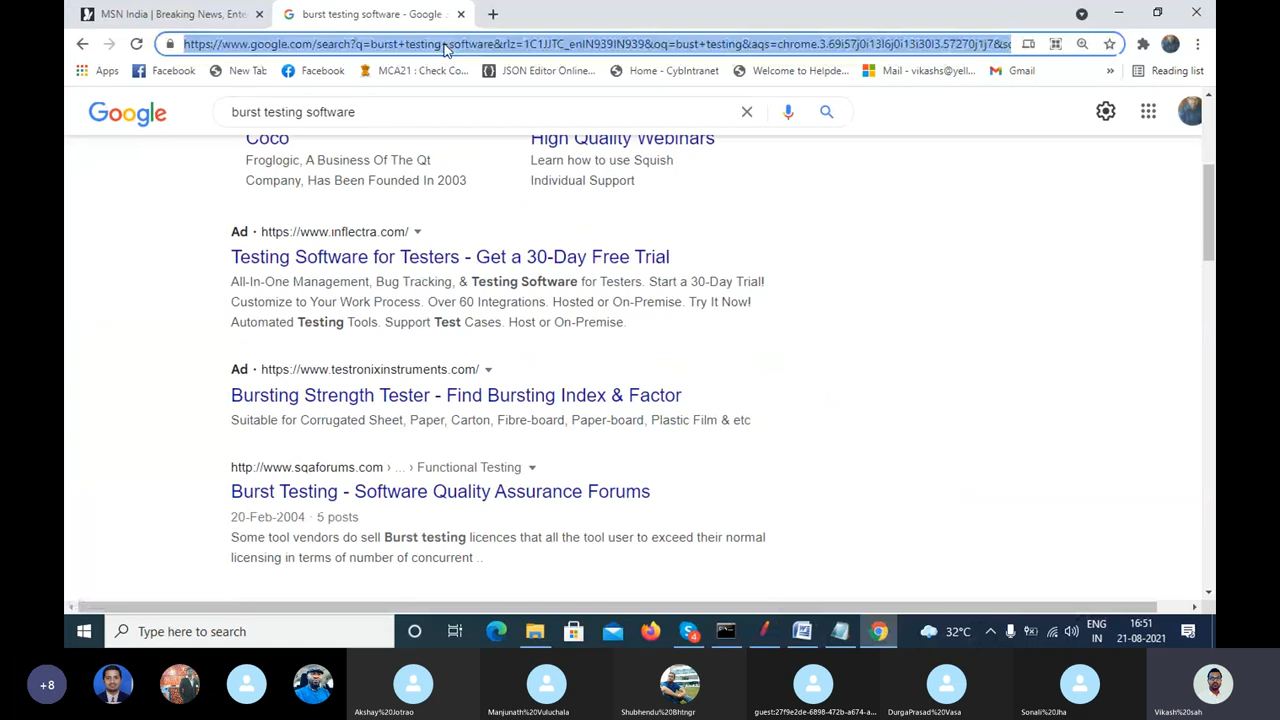 MSN India | Breaking News, Ente
burst testing software - Google
https://www.google.com/search?q=burst+testing+software&rlz=1C1JJTC_enIN939IN939&oq=bust+testing&aqs=chrome.3.69i57j0i13l6j0i13i30l3.57270j1j7&sc
Apps
Facebook
New Tab
Facebook
MCA21 : Check Co...
JSON Editor Online...
Home - CybIntranet
Welcome to Helpde...
Mail - vikashs@yell...
Gmail
»
Reading list
Google
burst testing software
Coco
High Quality Webinars
Froglogic, A Business Of The Qt
Learn how to use Squish
Company, Has Been Founded In 2003
Individual Support
Ad · https://www.inflectra.com/
Testing Software for Testers - Get a 30-Day Free Trial
All-In-One Management, Bug Tracking, & Testing Software for Testers. Start a 30-Day Trial!
Customize to Your Work Process. Over 60 Integrations. Hosted or On-Premise. Try It Now!
Automated Testing Tools. Support Test Cases. Host or On-Premise.
Ad · https://www.testronixinstruments.com/
Bursting Strength Tester - Find Bursting Index & Factor
Suitable for Corrugated Sheet, Paper, Carton, Fibre-board, Paper-board, Plastic Film & etc
http://www.sqaforums.com › ... › Functional Testing
Burst Testing - Software Quality Assurance Forums
20-Feb-2004 · 5 posts
Some tool vendors do sell Burst testing licences that all the tool user to exceed their normal
licensing in terms of number of concurrent ..
Type here to search
4
32°C
ENG
IN
16:51
21-08-2021
+8
Akshay%20Jotrao
Manjunath%20Vuluchala
Shubhendu%20Bhtngr
guest:27f9e2de-6898-472b-a674-a...
DurgaPrasad%20Vasa
Sonali%20Jha
Vikash%20sah